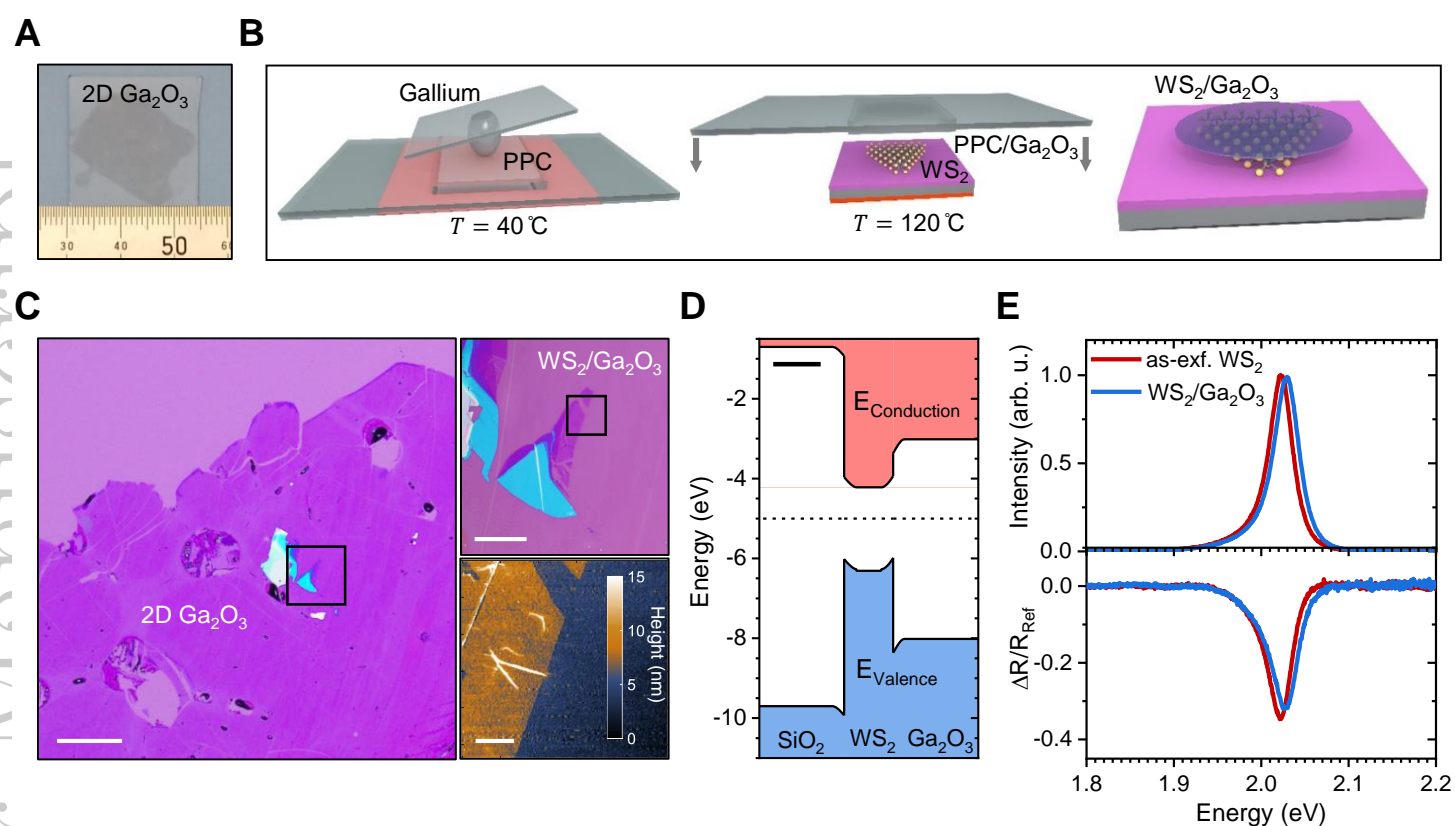 A
2D Ga₂O₃
30 40 50
B
Gallium
PPC
T = 40 ℃
PPC/Ga₂O₃
WS₂
T = 120 ℃
WS₂/Ga₂O₃
C
2D Ga₂O₃
WS₂/Ga₂O₃
15
10
5
0
Height (nm)
D
Energy (eV)
-2
-4
-6
-8
-10
E_Conduction
E_Valence
SiO₂ WS₂ Ga₂O₃
E
as-exf. WS₂
WS₂/Ga₂O₃
Intensity (arb. u.)
1.0
0.5
0.0
ΔR/R_Ref
0.0
-0.2
-0.4
1.8 1.9 2.0 2.1 2.2
Energy (eV)